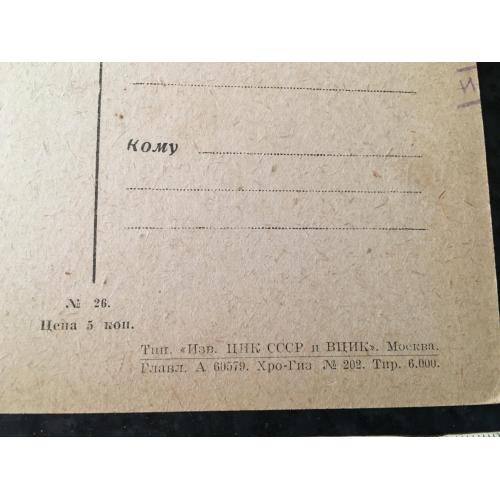 И
Кому
№ 26.
Цена 5 коп.
Тип. «Изв. ЦИК СССР и ВЦИК». Москва.
Главл. А 60579. Хро-Гиз № 202. Тир. 6.000.